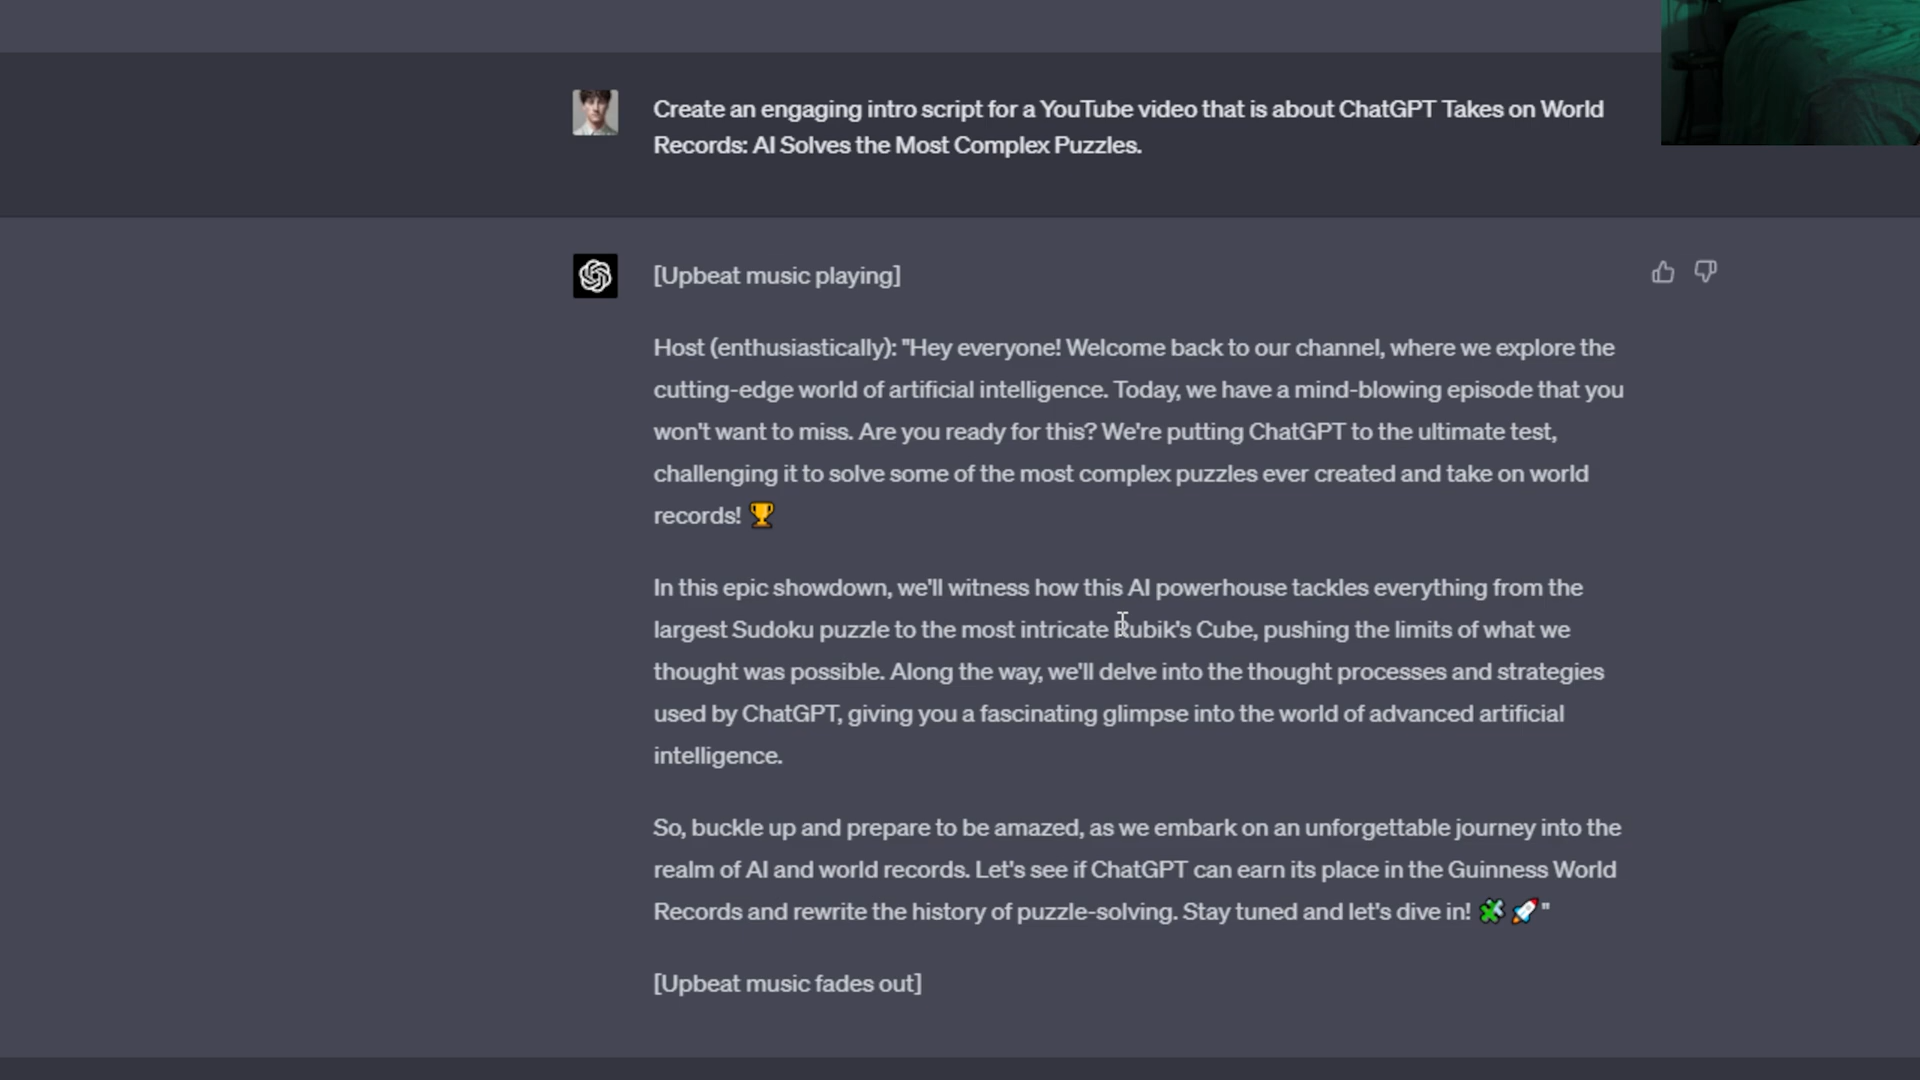 Create an engaging intro script for a YouTube video that is about ChatGPT Takes on World
Records: AI Solves the Most Complex Puzzles.
[Upbeat music playing]
Host (enthusiastically): "Hey everyone! Welcome back to our channel, where we explore the
cutting-edge world of artificial intelligence. Today, we have a mind-blowing episode that you
won't want to miss. Are you ready for this? We're putting ChatGPT to the ultimate test,
challenging it to solve some of the most complex puzzles ever created and take on world
records! 🏆
In this epic showdown, we'll witness how this AI powerhouse tackles everything from the
largest Sudoku puzzle to the most intricate Rubik's Cube, pushing the limits of what we
thought was possible. Along the way, we'll delve into the thought processes and strategies
used by ChatGPT, giving you a fascinating glimpse into the world of advanced artificial
intelligence.
So, buckle up and prepare to be amazed, as we embark on an unforgettable journey into the
realm of AI and world records. Let's see if ChatGPT can earn its place in the Guinness World
Records and rewrite the history of puzzle-solving. Stay tuned and let's dive in! 🧩 🚀"
[Upbeat music fades out]